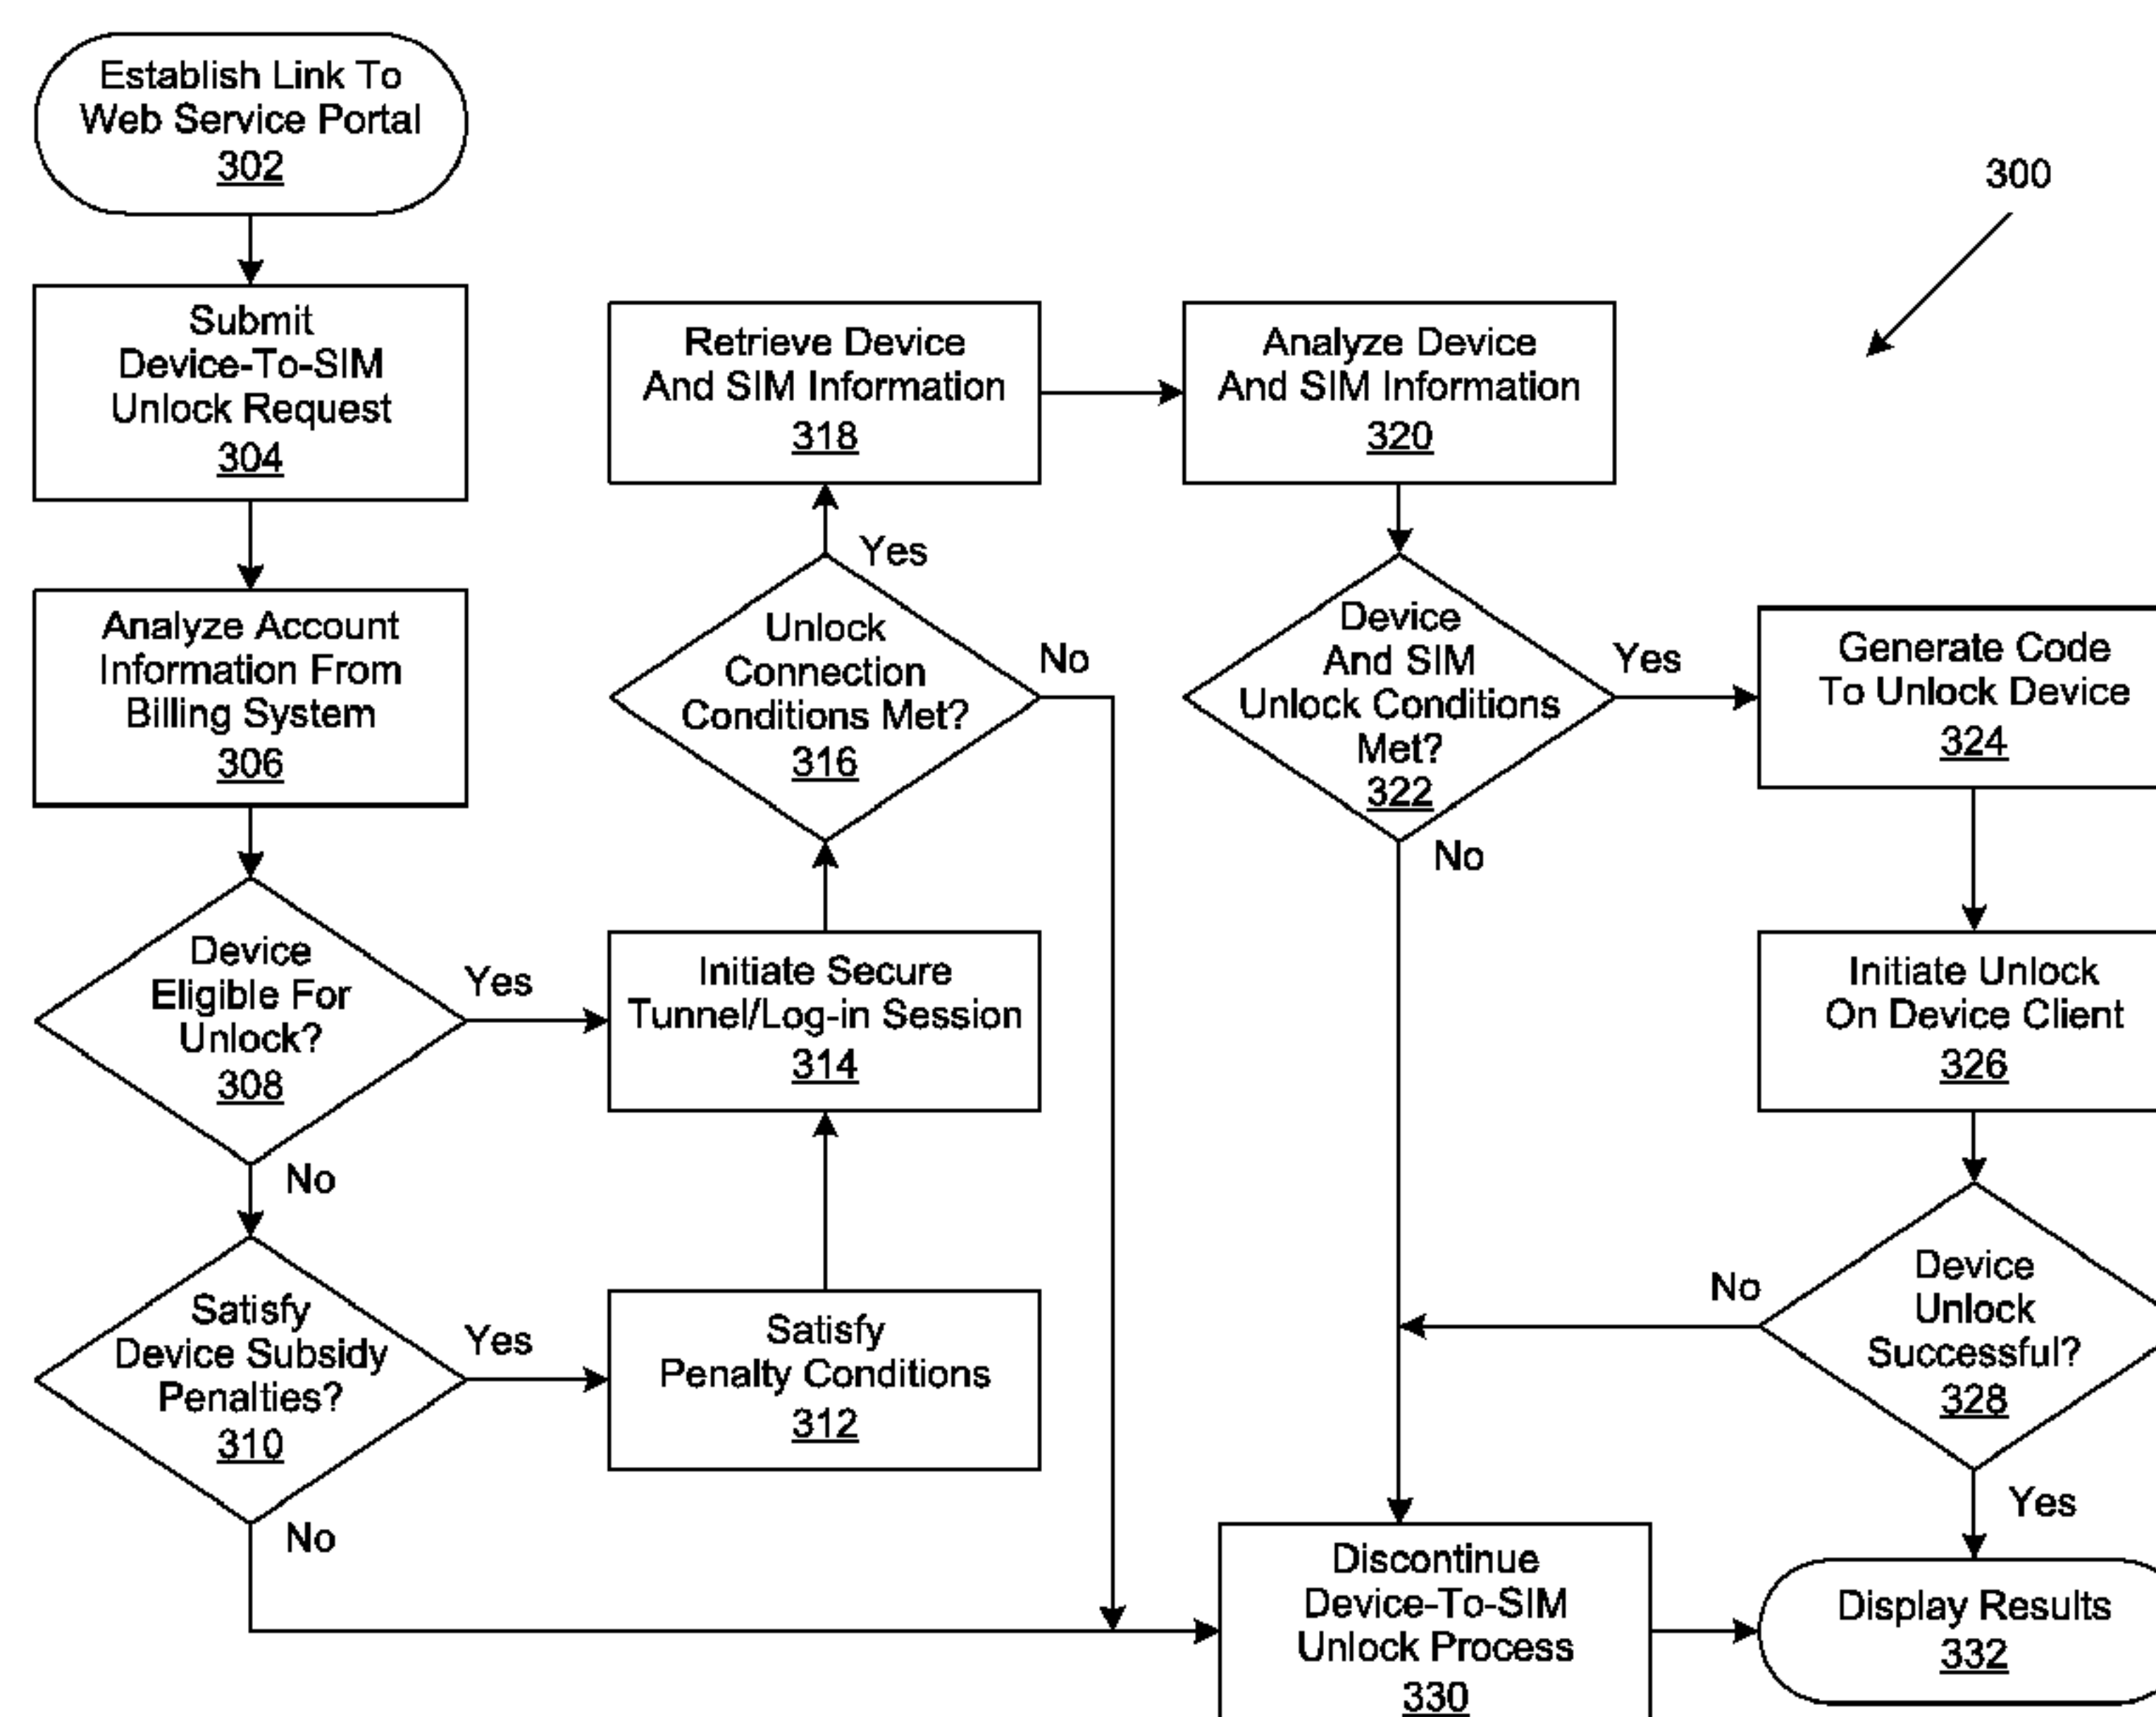 Establish Link To
Web Service Portal
302
Submit
Device-To-SIM
Unlock Request
304
Analyze Account
Information From
Billing System
306
Device
Eligible For
Unlock?
308
Yes
No
Satisfy
Device Subsidy
Penalties?
310
Yes
No
Satisfy
Penalty Conditions
312
Initiate Secure
Tunnel/Log-in Session
314
Unlock
Connection
Conditions Met?
316
Yes
No
Retrieve Device
And SIM Information
318
Analyze Device
And SIM Information
320
Device
And SIM
Unlock Conditions
Met?
322
Yes
No
Generate Code
To Unlock Device
324
Initiate Unlock
On Device Client
326
Device
Unlock
Successful?
328
No
Yes
Discontinue
Device-To-SIM
Unlock Process
330
Display Results
332
300